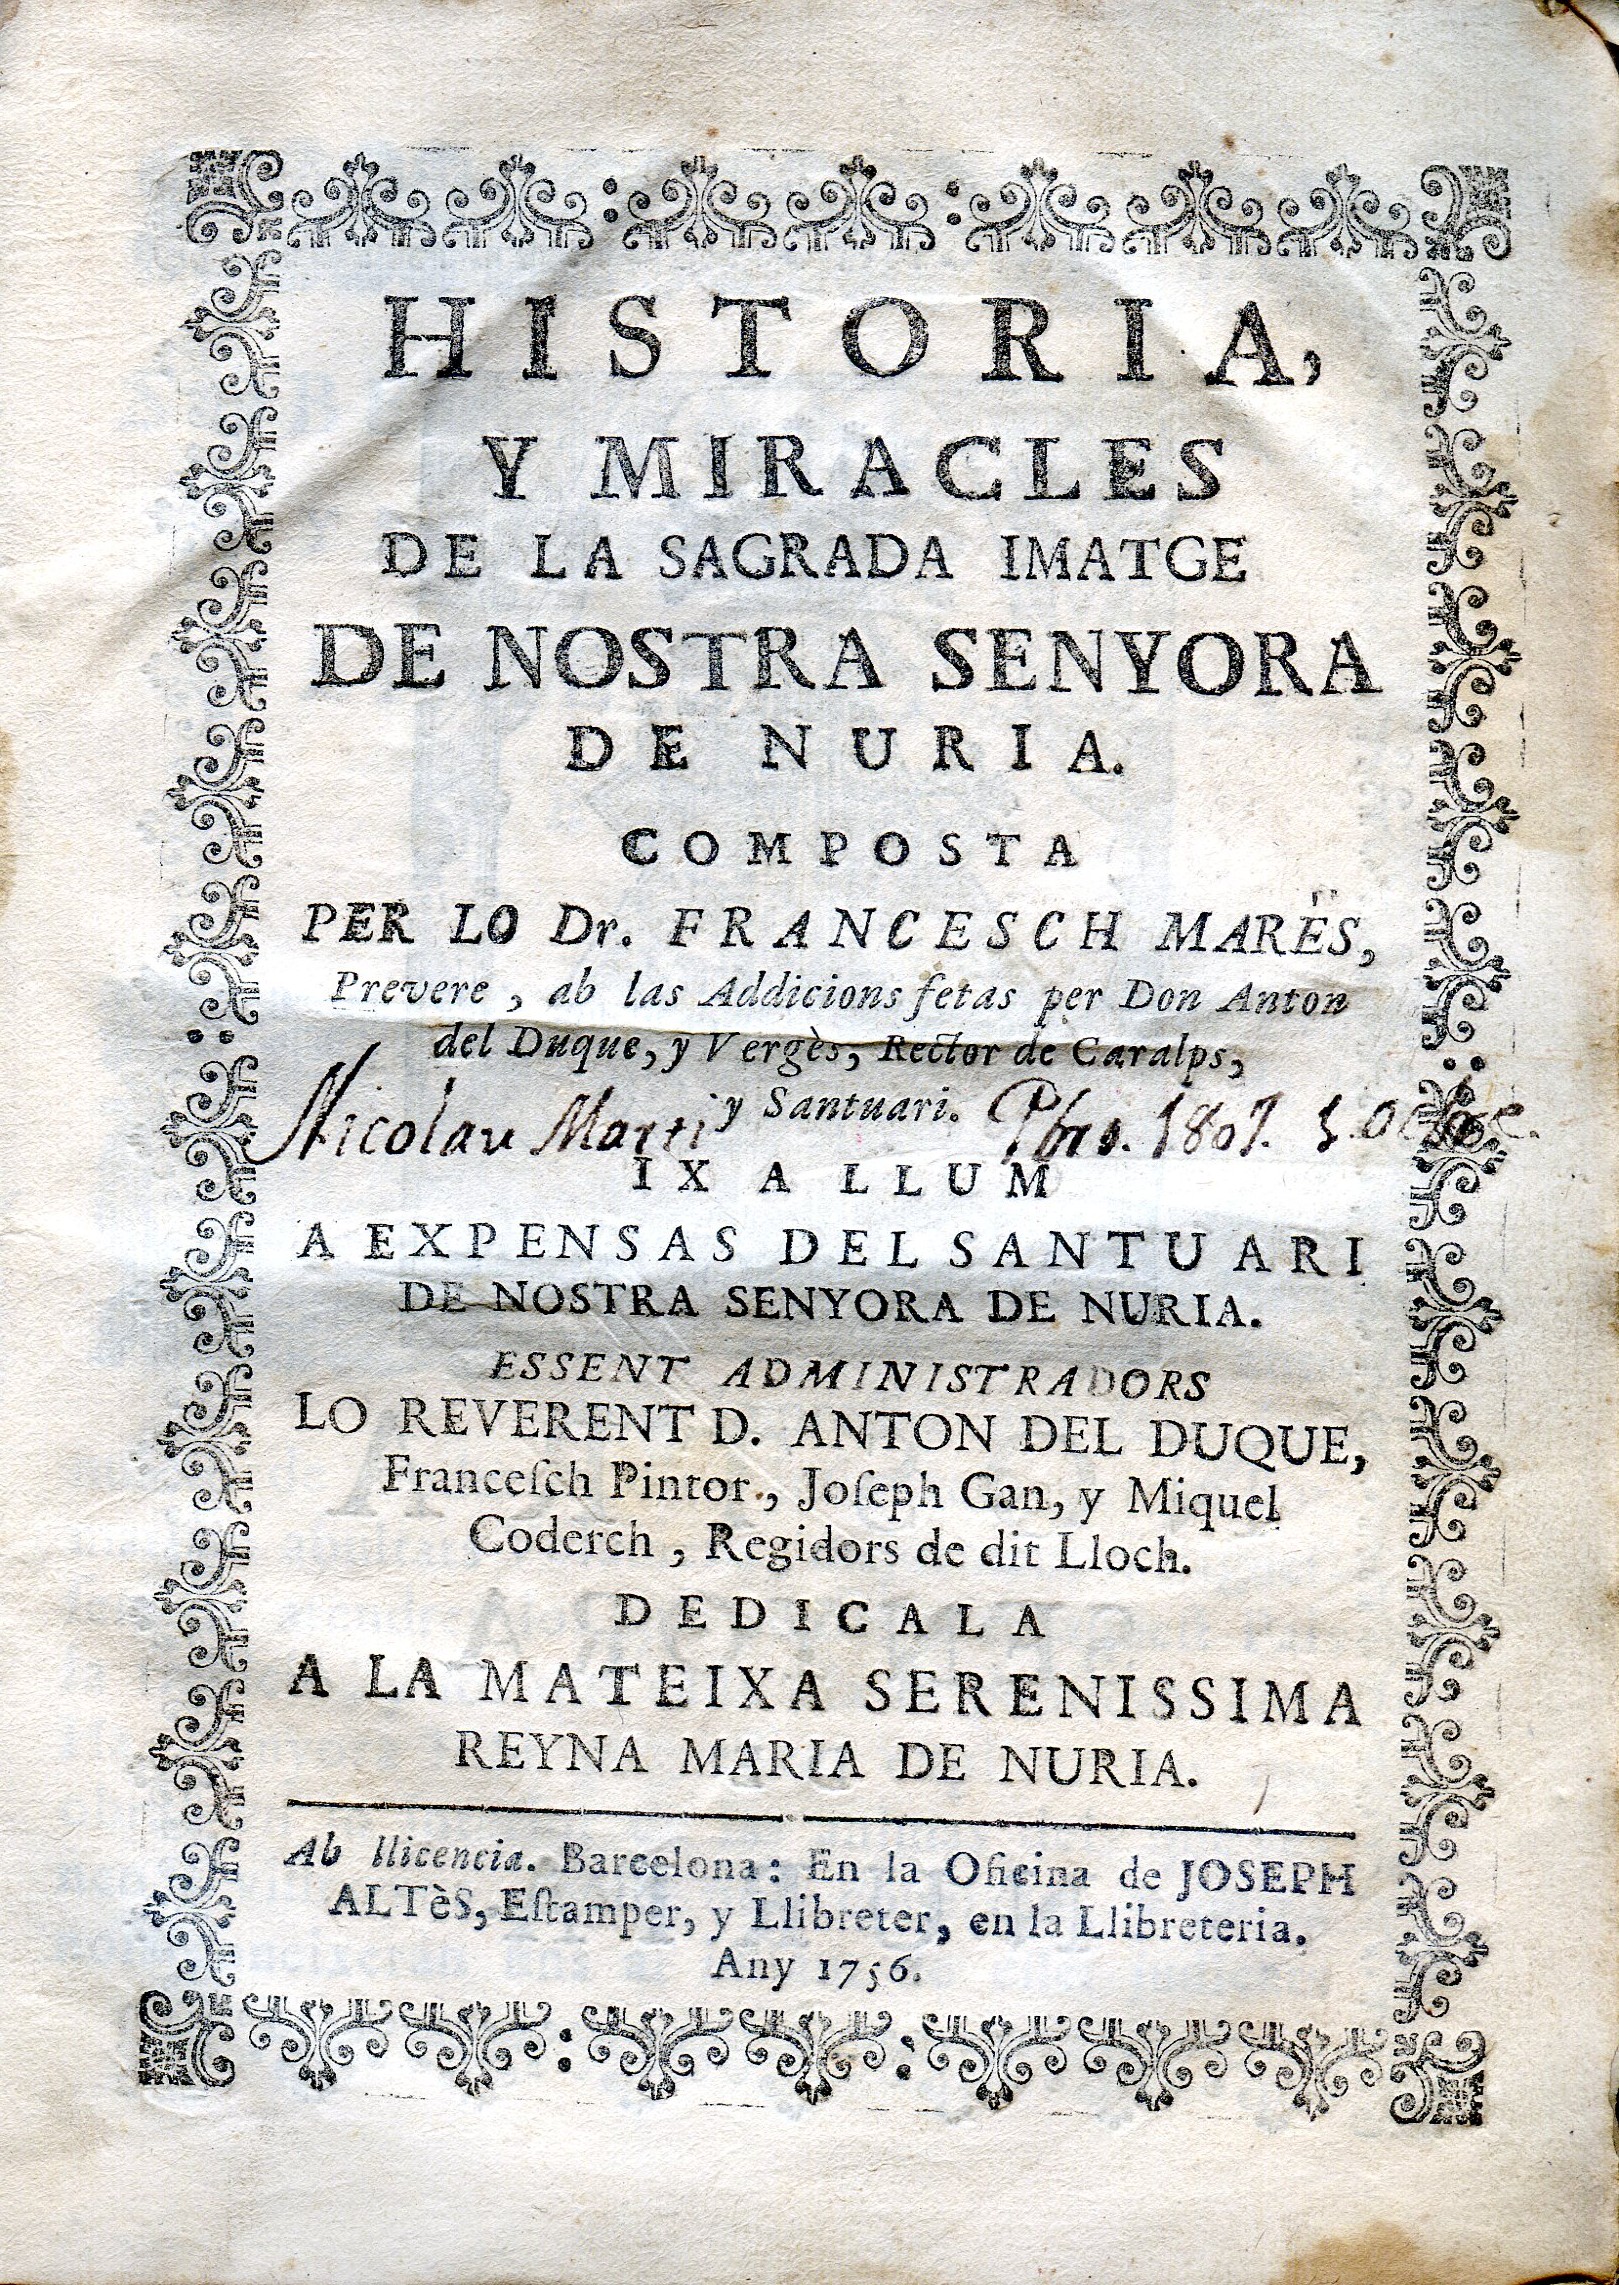 HISTORIA,
Y MIRACLES
DE LA SAGRADA IMATGE
DE NOSTRA SENYORA
DE NURIA.
COMPOSTA
PER LO Dr. FRANCESCH MARÈS,
Prevere, ab las Addicions fetas per Don Anton
del Duque, y Vergès, Rector de Caralps,
y Santuari.
Nicolau Marti Pbro. 1807.
IX A LLUM
A EXPENSAS DEL SANTUARI
DE NOSTRA SENYORA DE NURIA.
ESSENT ADMINISTRADORS
LO REVERENT D. ANTON DEL DUQUE,
Franceſch Pintor, Joſeph Gan, y Miquel
Coderch, Regidors de dit Lloch.
DEDICALA
A LA MATEIXA SERENISSIMA
REYNA MARIA DE NURIA.
Ab llicencia. Barcelona: En la Oficina de JOSEPH
ALTèS, Eſtamper, y Llibreter, en la Llibreteria.
Any 1756.